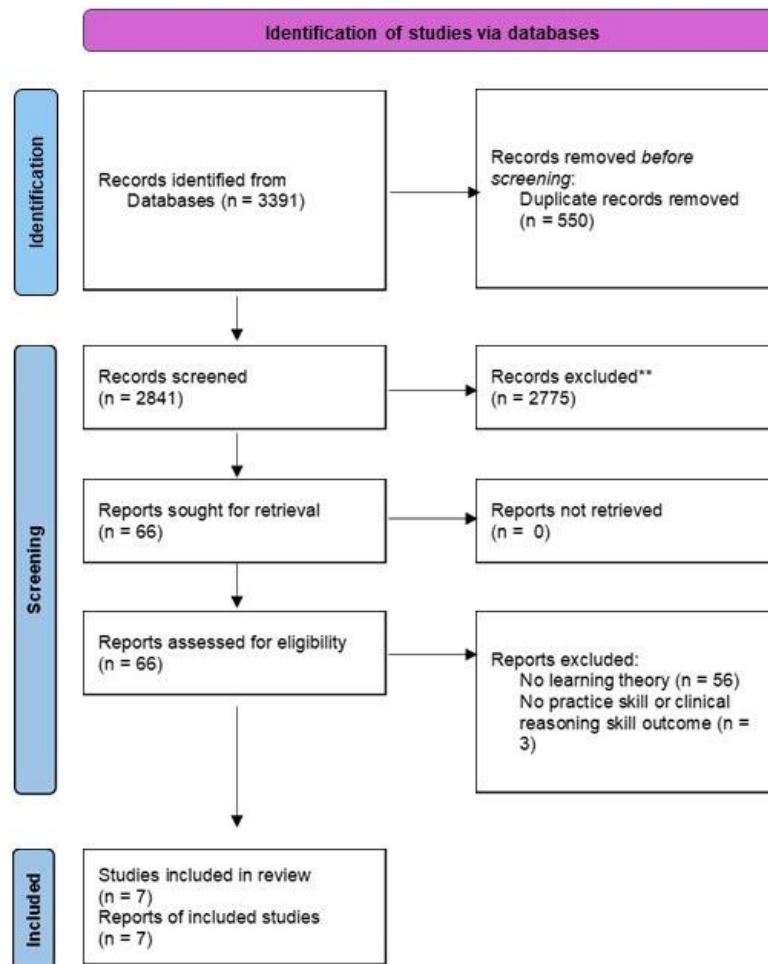 Identification of studies via databases
Identification
Records identified from
Databases (n = 3391)
Records removed before
screening:
Duplicate records removed
(n = 550)
Screening
Records screened
(n = 2841)
Records excluded**
(n = 2775)
Reports sought for retrieval
(n = 66)
Reports not retrieved
(n = 0)
Reports assessed for eligibility
(n = 66)
Reports excluded:
No learning theory (n = 56)
No practice skill or clinical
reasoning skill outcome (n =
3)
Included
Studies included in review
(n = 7)
Reports of included studies
(n = 7)